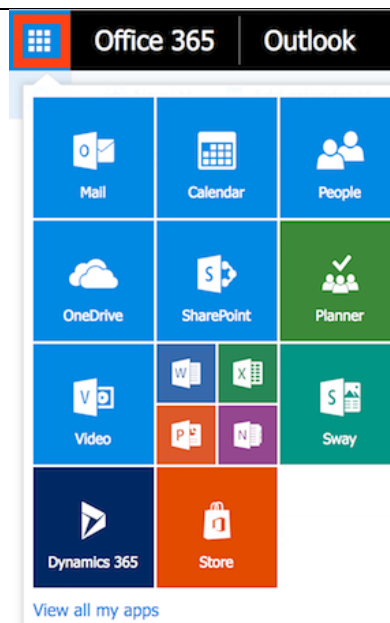 Office 365 Outlook
Mail Calendar People
OneDrive SharePoint Planner
W X
P N
Video Sway
Dynamics 365 Store
View all my apps